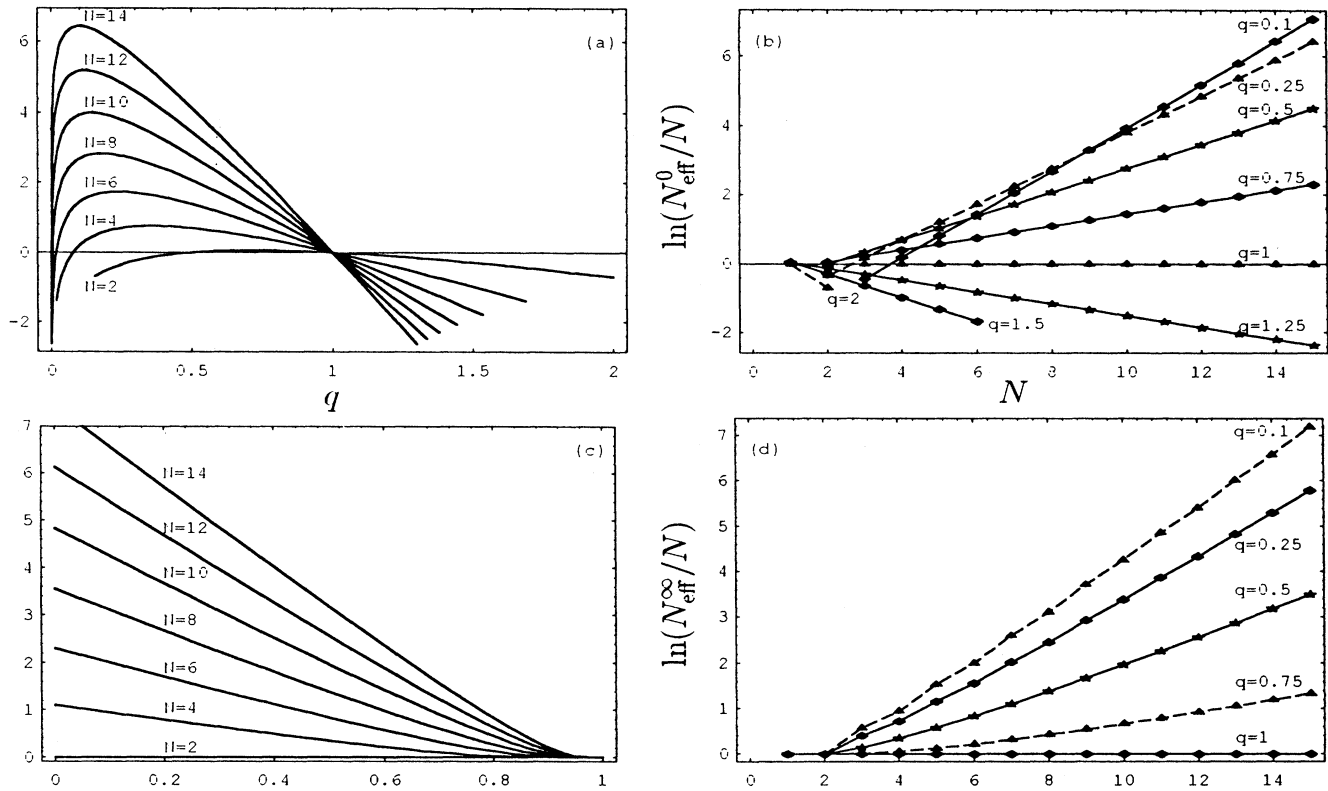 (a)
N=14
N=12
N=10
N=8
N=6
N=4
N=2
6
4
2
0
-2
0
0.5
1
1.5
2
q
(b)
ln(N⁰eff/N)
6
4
2
0
-2
q=0.1
q=0.25
q=0.5
q=0.75
q=1
q=2
q=1.5
q=1.25
0
2
4
6
8
10
12
14
N
(c)
7
6
5
4
3
2
1
0
N=14
N=12
N=10
N=8
N=6
N=4
N=2
0
0.2
0.4
0.6
0.8
1
(d)
ln(N∞eff/N)
7
6
5
4
3
2
1
0
q=0.1
q=0.25
q=0.5
q=0.75
q=1
0
2
4
6
8
10
12
14